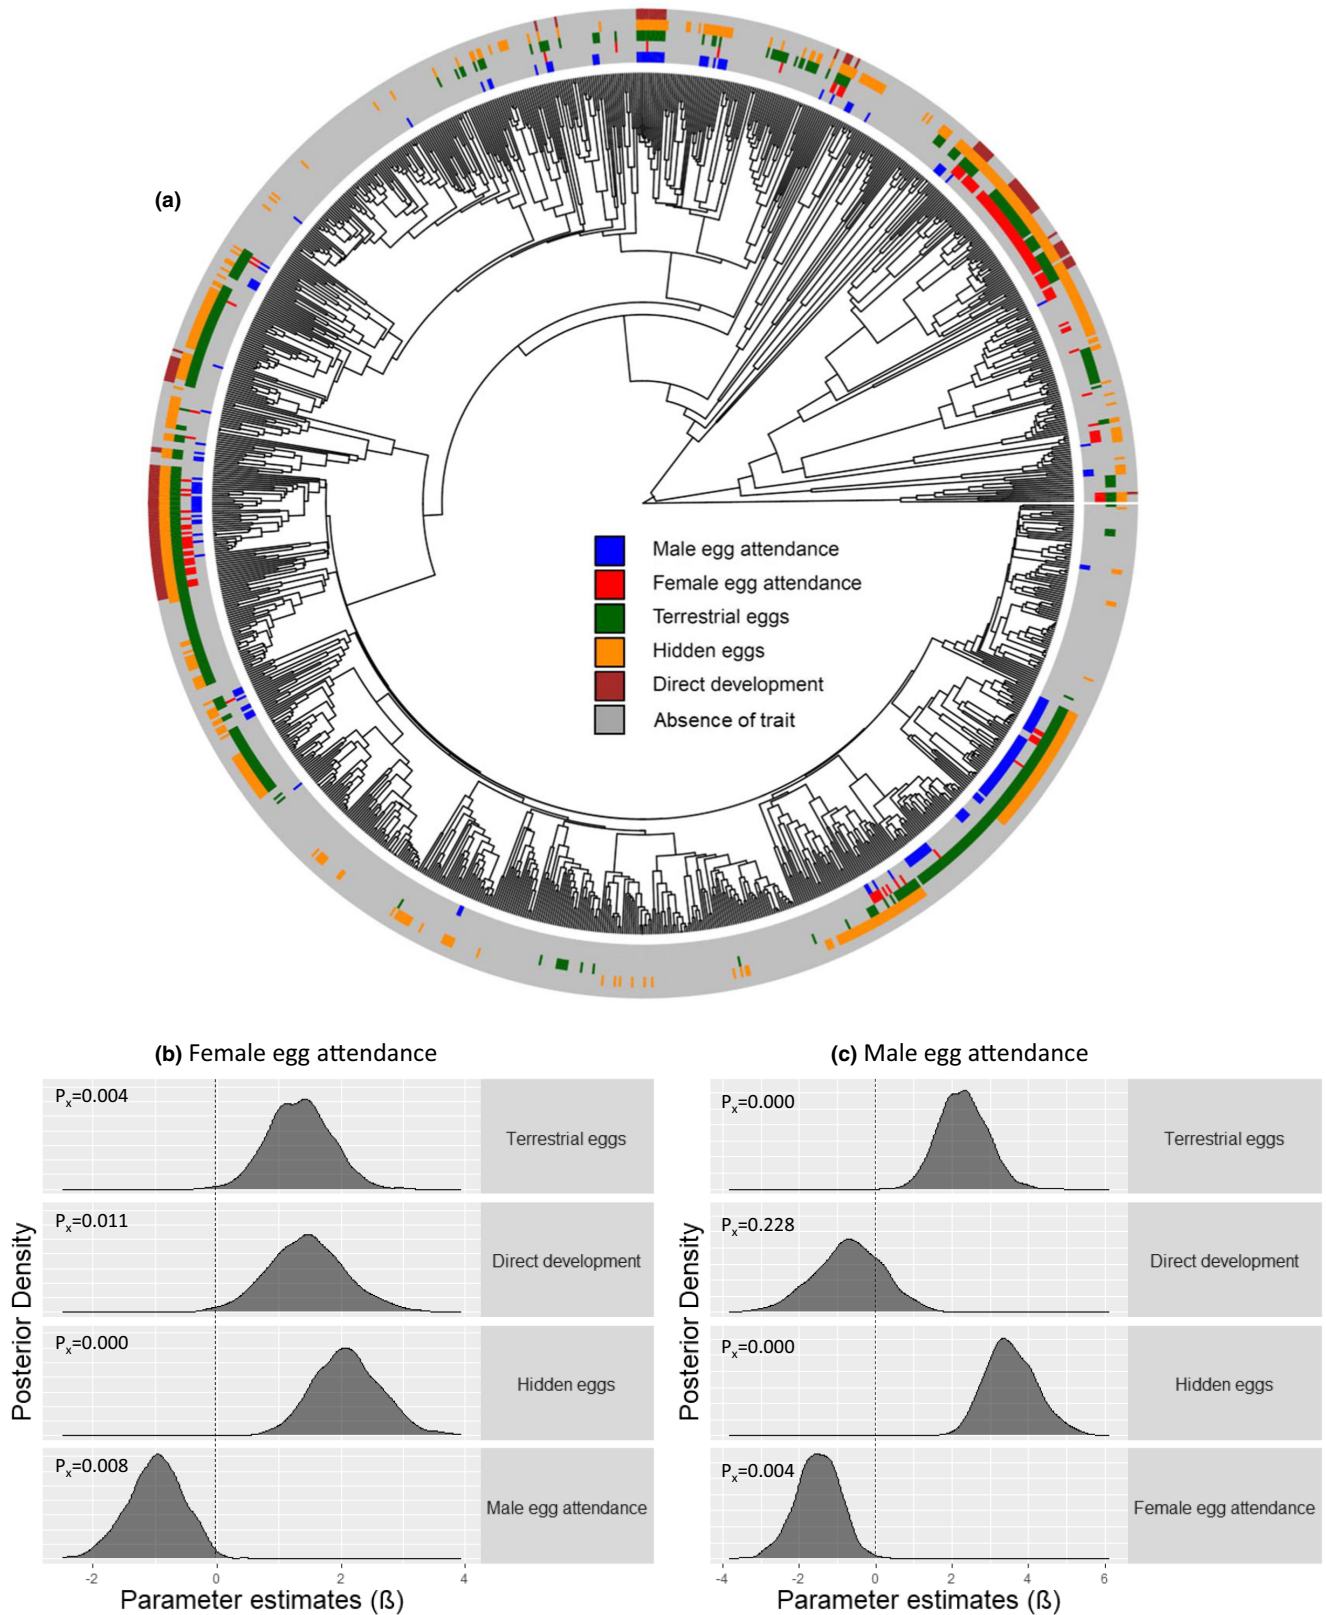 (a)
Male egg attendance
Female egg attendance
Terrestrial eggs
Hidden eggs
Direct development
Absence of trait
(b) Female egg attendance
Posterior Density
Px=0.004
Terrestrial eggs
Px=0.011
Direct development
Px=0.000
Hidden eggs
Px=0.008
Male egg attendance
-2 0 2 4
Parameter estimates (ß)
(c) Male egg attendance
Posterior Density
Px=0.000
Terrestrial eggs
Px=0.228
Direct development
Px=0.000
Hidden eggs
Px=0.004
Female egg attendance
-4 -2 0 2 4 6
Parameter estimates (ß)